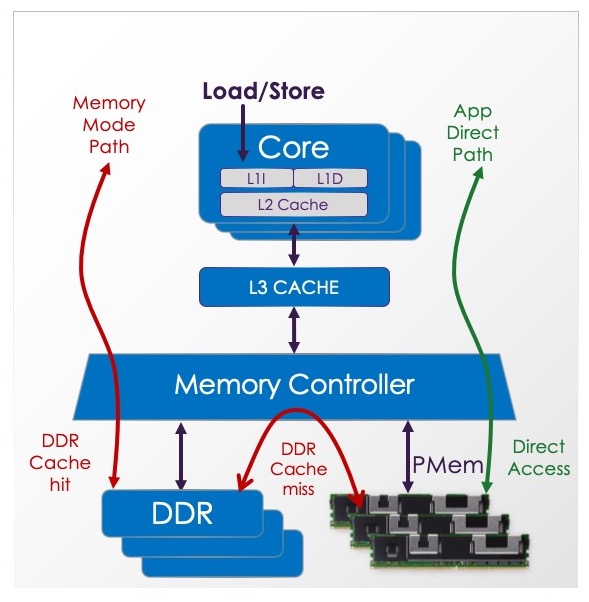 Load/Store
Memory
Mode
Path
App
Direct
Path
Core
L1I L1D
L2 Cache
L3 CACHE
Memory Controller
DDR
Cache
hit
DDR
Cache
miss
PMem
Direct
Access
DDR